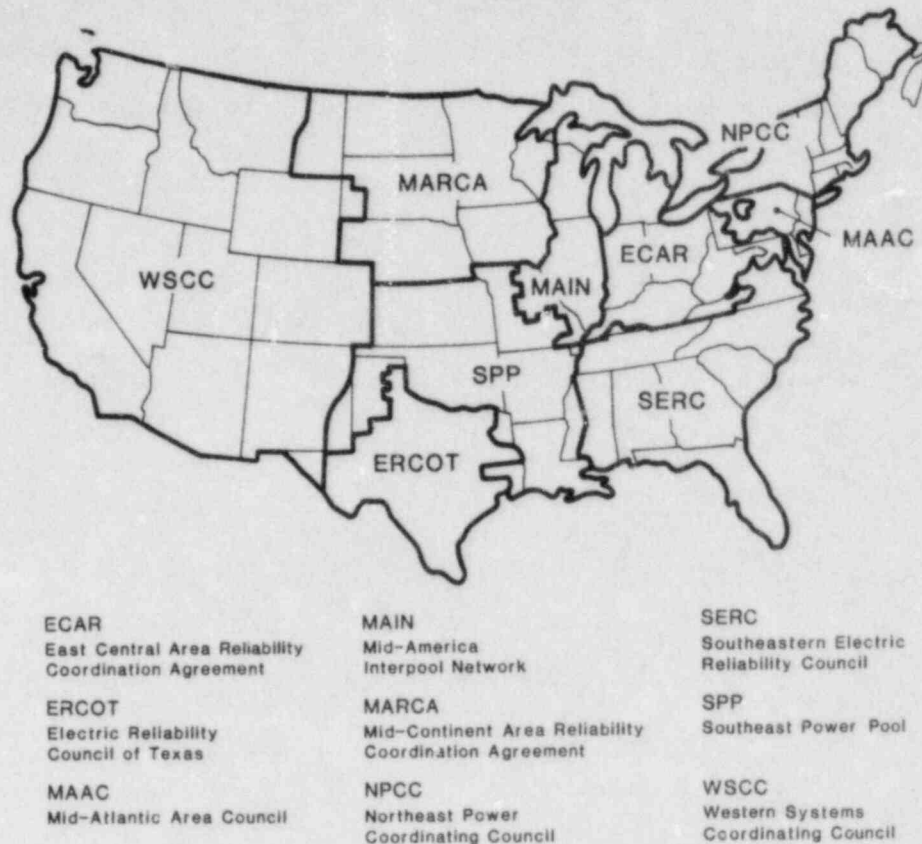 NPCC
MARCA
MAAC
ECAR
WSCC
MAIN
SPP
SERC
ERCOT
ECAR
East Central Area Reliability
Coordination Agreement
ERCOT
Electric Reliability
Council of Texas
MAAC
Mid-Atlantic Area Council
MAIN
Mid-America
Interpool Network
MARCA
Mid-Continent Area Reliability
Coordination Agreement
NPCC
Northeast Power
Coordinating Council
SERC
Southeastern Electric
Reliability Council
SPP
Southeast Power Pool
WSCC
Western Systems
Coordinating Council